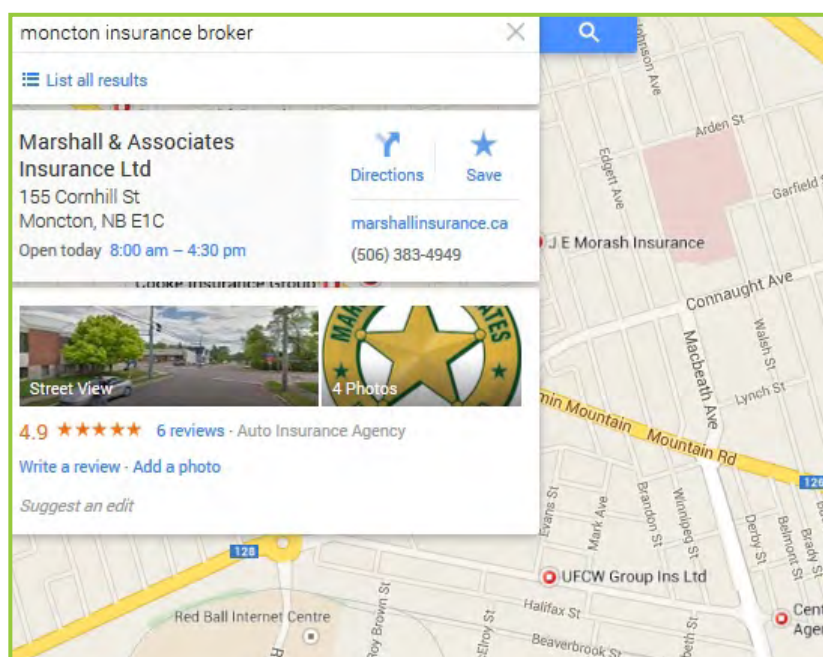 moncton insurance broker
List all results
Marshall & Associates
Insurance Ltd
155 Cornhill St
Moncton, NB E1C
Open today 8:00 am – 4:30 pm
Directions
Save
marshallinsurance.ca
(506) 383-4949
Cooke Insurance Group
Street View
4 Photos
4.9 6 reviews · Auto Insurance Agency
Write a review · Add a photo
Suggest an edit
Johnson Ave
Arden St
Edgett Ave
Garfield St
J E Morash Insurance
Connaught Ave
Macbeath Ave
Walsh St
Lynch St
Mountain Rd
126
Evans St
Mark Ave
Brandon St
Winnipeg St
Derby St
Belmont St
Brady St
128
UFCW Group Ins Ltd
Halifax St
Red Ball Internet Centre
Roy Brown St
Beaverbrook St